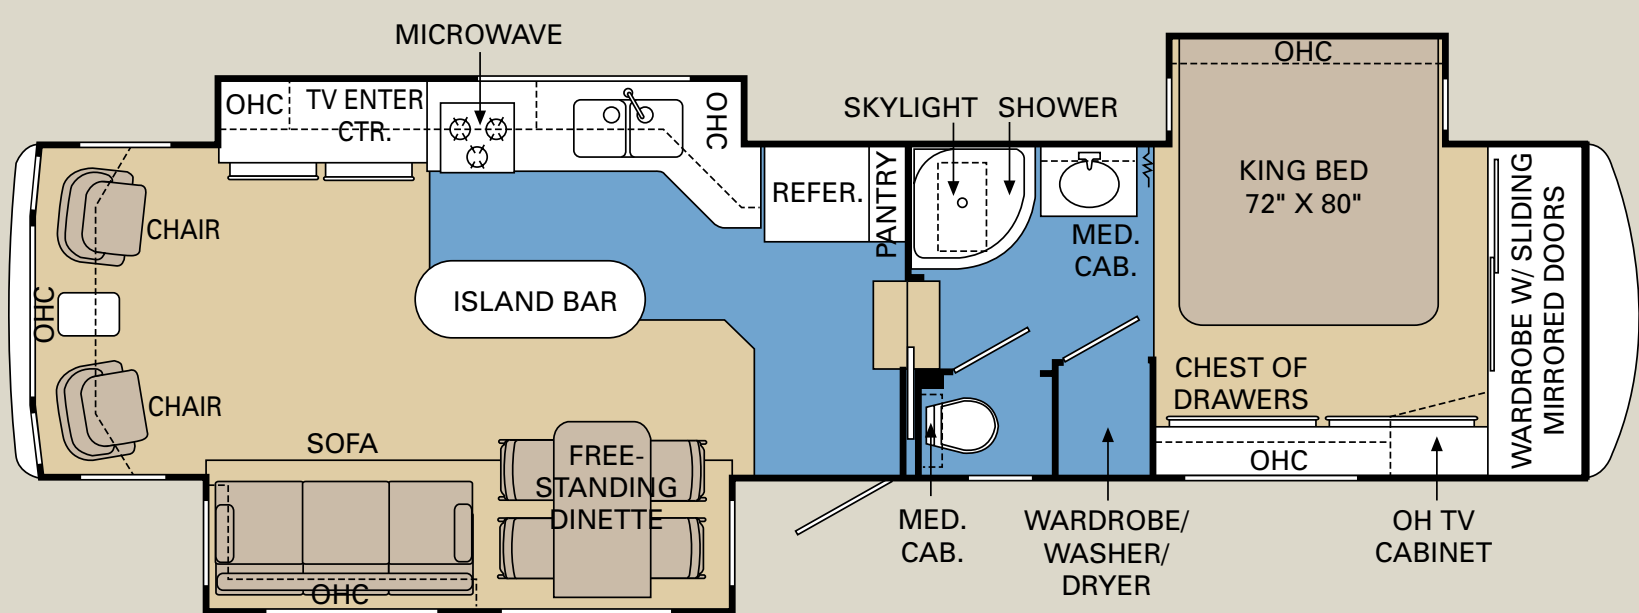 MICROWAVE
OHC
TV ENTER
CTR.
OHC
SKYLIGHT
SHOWER
OHC
REFER.
PANTRY
MED.
CAB.
KING BED
72" X 80"
WARDROBE W/ SLIDING
MIRRORED DOORS
CHAIR
OHC
ISLAND BAR
CHAIR
CHEST OF
DRAWERS
SOFA
FREE-
STANDING
DINETTE
OHC
OHC
MED.
CAB.
WARDROBE/
WASHER/
DRYER
OH TV
CABINET